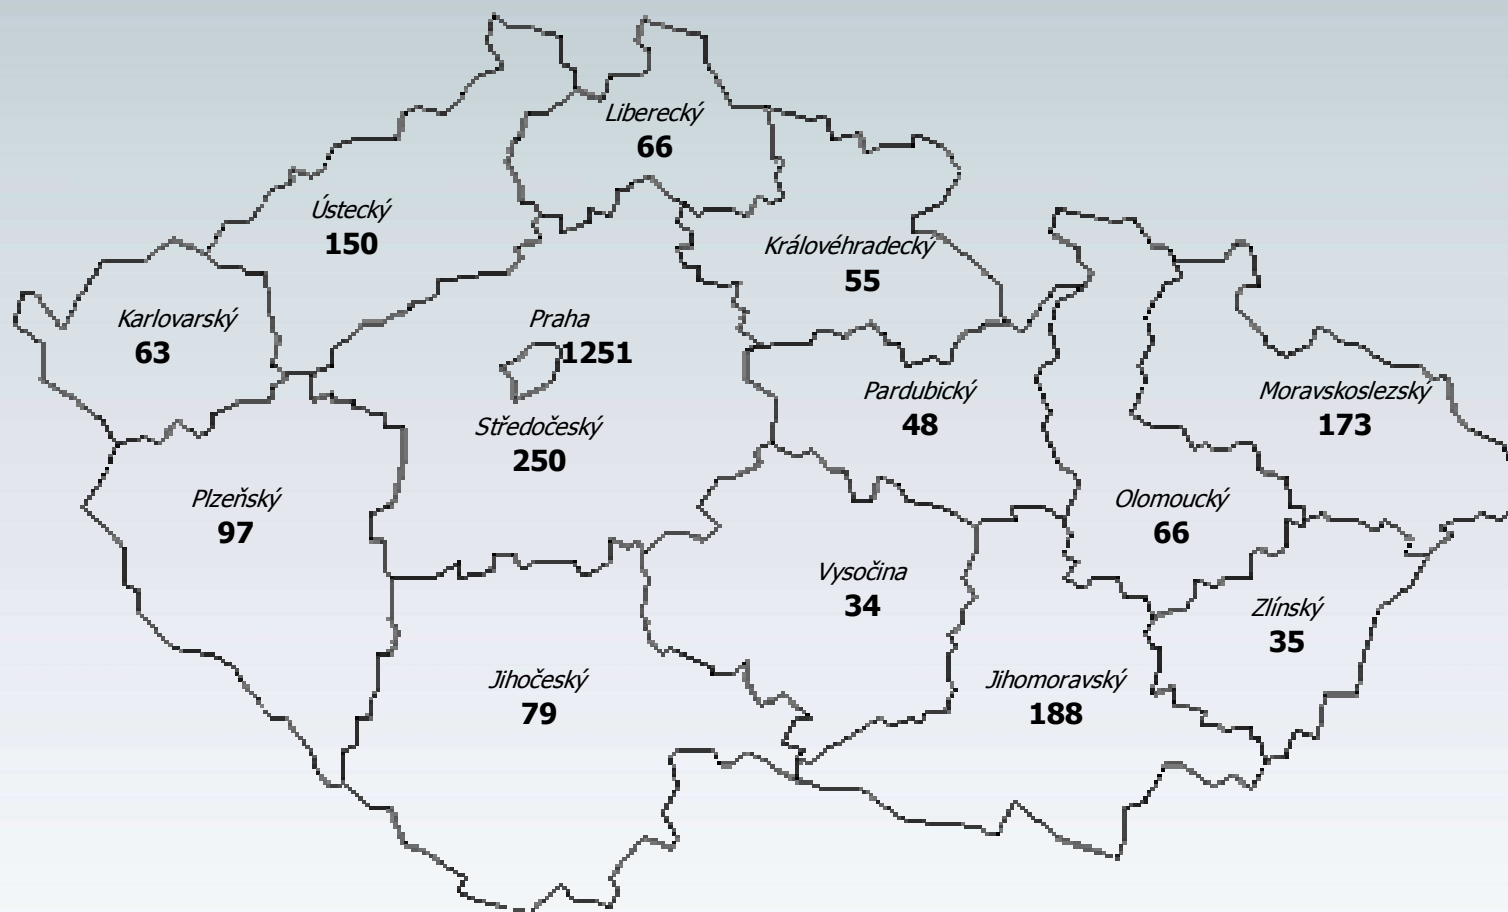 Liberecký
66
Ústecký
150
Královéhradecký
55
Karlovarský
63
Praha
1251
Pardubický
48
Moravskoslezský
173
Středočeský
250
Plzeňský
97
Olomoucký
66
Vysočina
34
Zlínský
35
Jihočeský
79
Jihomoravský
188